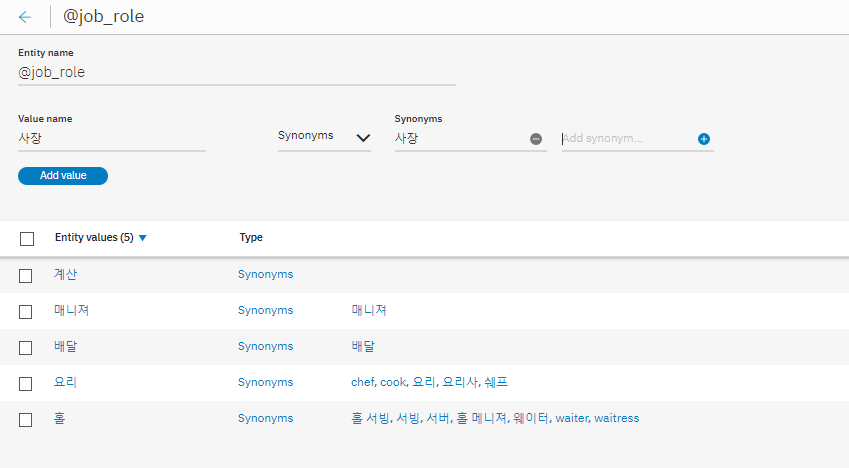 @job_role
Entity name
@job_role
Value name
사장
Synonyms
Synonyms
사장
Add synonym...
Add value
Entity values (5) Type
계산 Synonyms
매니져 Synonyms 매니져
배달 Synonyms 배달
요리 Synonyms chef, cook, 요리, 요리사, 쉐프
홀 Synonyms 홀 서빙, 서빙, 서버, 홀 메니져, 웨이터, waiter, waitress